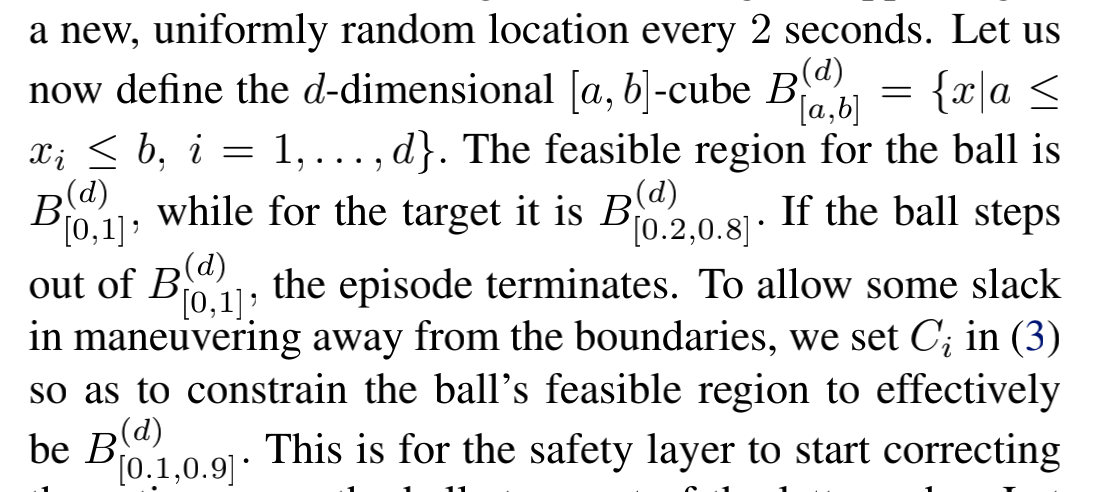 a new, uniformly random location every 2 seconds. Let us
now define the d-dimensional [a, b]-cube B^{(d)}_{[a,b]} = {x|a ≤
x_i ≤ b, i = 1, . . . , d}. The feasible region for the ball is
B^{(d)}_{[0,1]}, while for the target it is B^{(d)}_{[0.2,0.8]}. If the ball steps
out of B^{(d)}_{[0,1]}, the episode terminates. To allow some slack
in maneuvering away from the boundaries, we set C_i in (3)
so as to constrain the ball's feasible region to effectively
be B^{(d)}_{[0.1,0.9]}. This is for the safety layer to start correcting